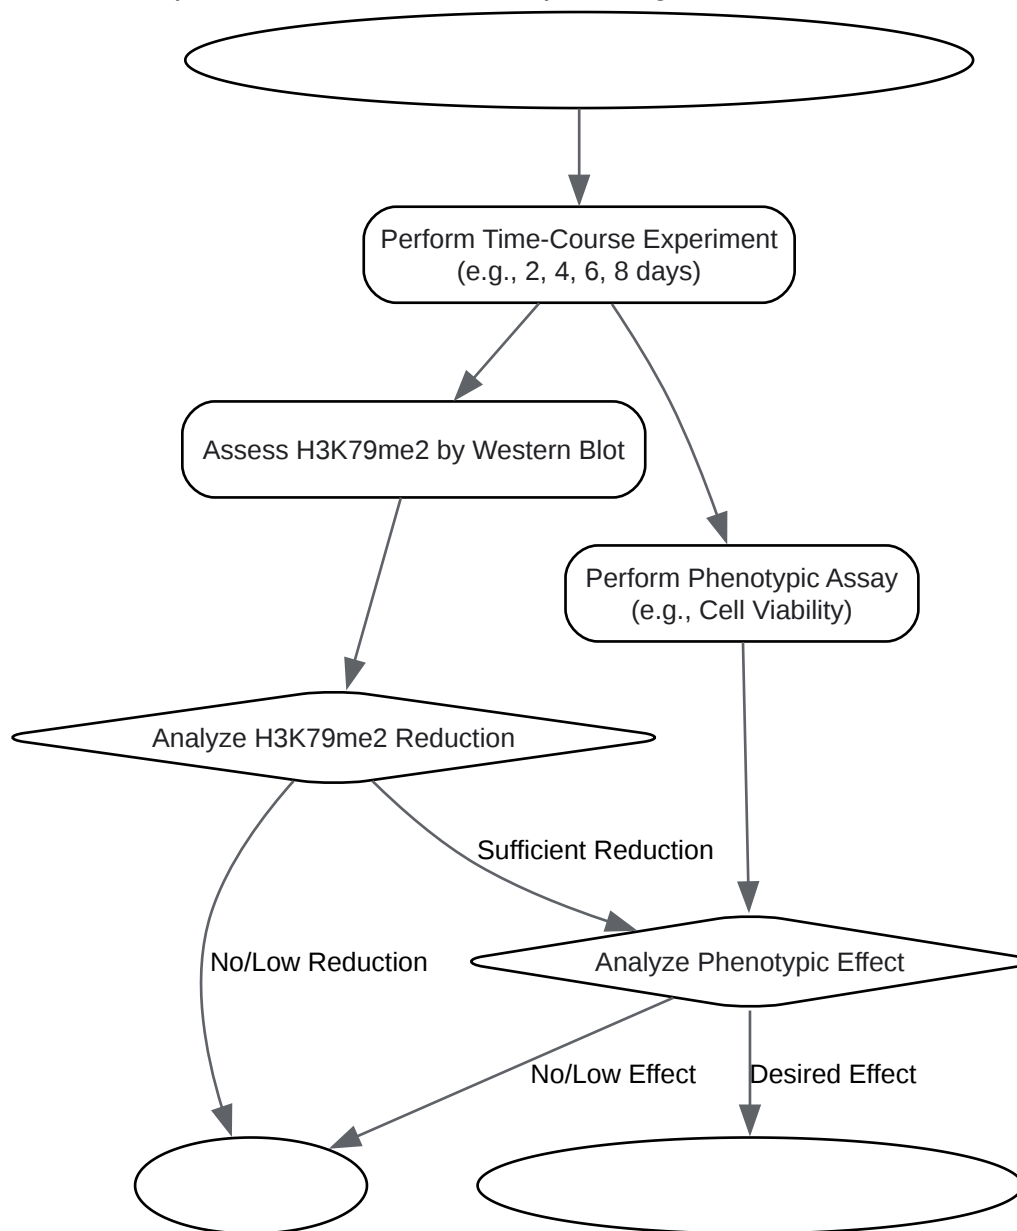 Perform Time-Course Experiment
(e.g., 2, 4, 6, 8 days)
Assess H3K79me2 by Western Blot
Perform Phenotypic Assay
(e.g., Cell Viability)
Analyze H3K79me2 Reduction
Sufficient Reduction
No/Low Reduction
Analyze Phenotypic Effect
No/Low Effect
Desired Effect